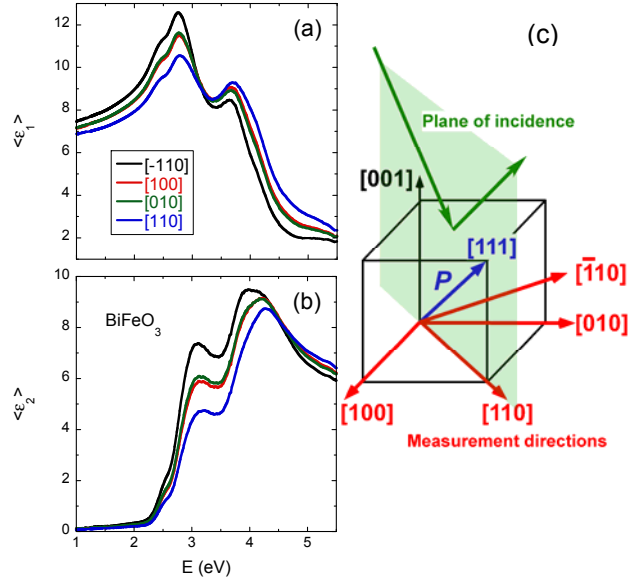 (a)
12
10
8
6
4
2
<ε₁>
[-110]
[100]
[010]
[110]
(b)
BiFeO₃
10
8
6
4
2
0
<ε₂>
1 2 3 4 5
E (eV)
(c)
Plane of incidence
[001]
[111]
P
[1̄10]
[010]
[100]
[110]
Measurement directions